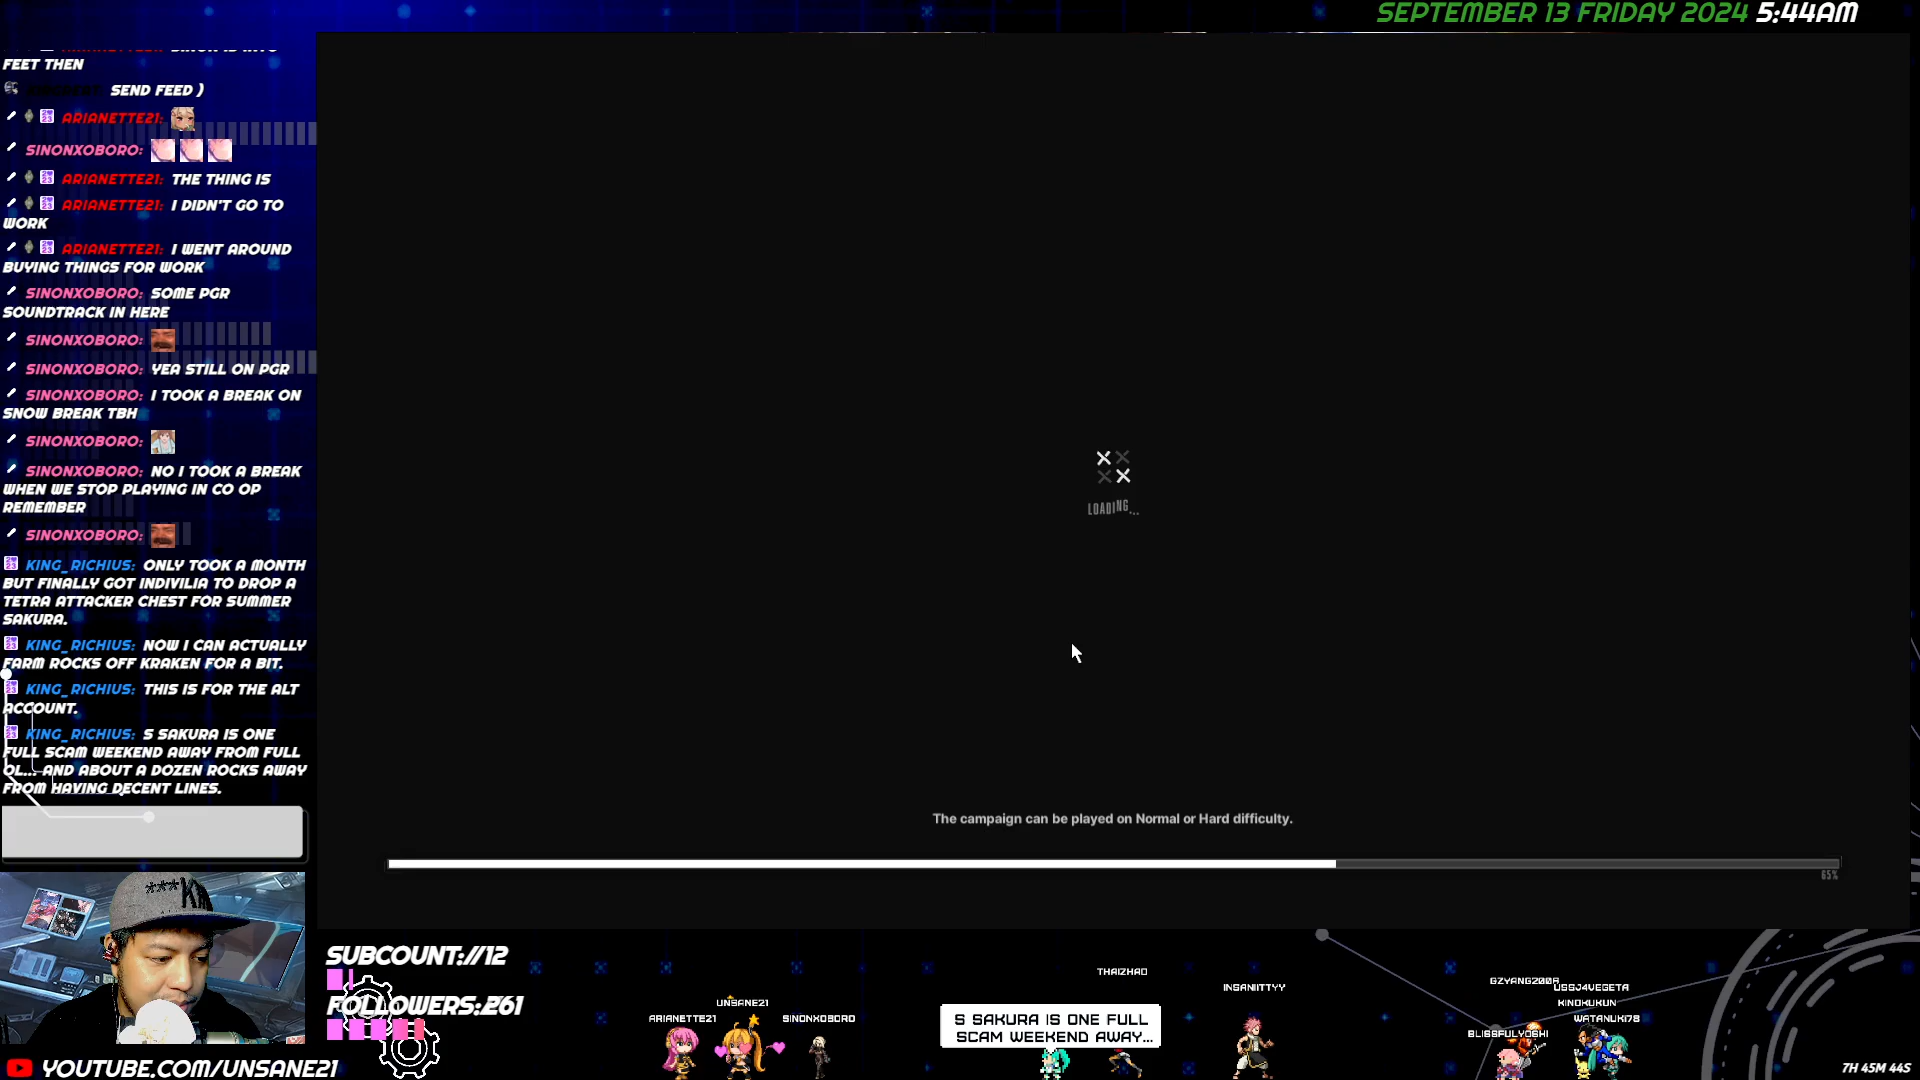 SEPTEMBER 13 FRIDAY 2024 5:44AM
FEET THEN
SEND FEED )
ARIANETTE21:
SINONXOBORO:
ARIANETTE21: THE THING IS
ARIANETTE21: I DIDN'T GO TO
WORK
ARIANETTE21: I WENT AROUND
BUYING THINGS FOR WORK
SINONXOBORO: SOME PGR
SOUNDTRACK IN HERE
SINONXOBORO:
SINONXOBORO: YEA STILL ON PGR
SINONXOBORO: I TOOK A BREAK ON
SNOW BREAK TBH
SINONXOBORO:
SINONXOBORO: NO I TOOK A BREAK
WHEN WE STOP PLAYING IN CO OP
REMEMBER
SINONXOBORO:
KING_RICHIUS: ONLY TOOK A MONTH
BUT FINALLY GOT INDIVILIA TO DROP A
TETRA ATTACKER CHEST FOR SUMMER
SAKURA.
KING_RICHIUS: NOW I CAN ACTUALLY
FARM ROCKS OFF KRAKEN FOR A BIT.
KING_RICHIUS: THIS IS FOR THE ALT
ACCOUNT.
KING_RICHIUS: S SAKURA IS ONE
FULL SCAM WEEKEND AWAY FROM FULL
OL... AND ABOUT A DOZEN ROCKS AWAY
FROM HAVING DECENT LINES.
LOADING...
The campaign can be played on Normal or Hard difficulty.
65%
SUBCOUNT://12
FOLLOWERS:261
YOUTUBE.COM/UNSANE21
ARIANETTE21
UNSANE21
SINONXOBORO
THAIZHAO
S SAKURA IS ONE FULL
SCAM WEEKEND AWAY...
INSANIITTYY
USSJ4VEGETA
KINOKUKUN
WATANUKI78
BLISSFULYOSHI
7H 45M 44S